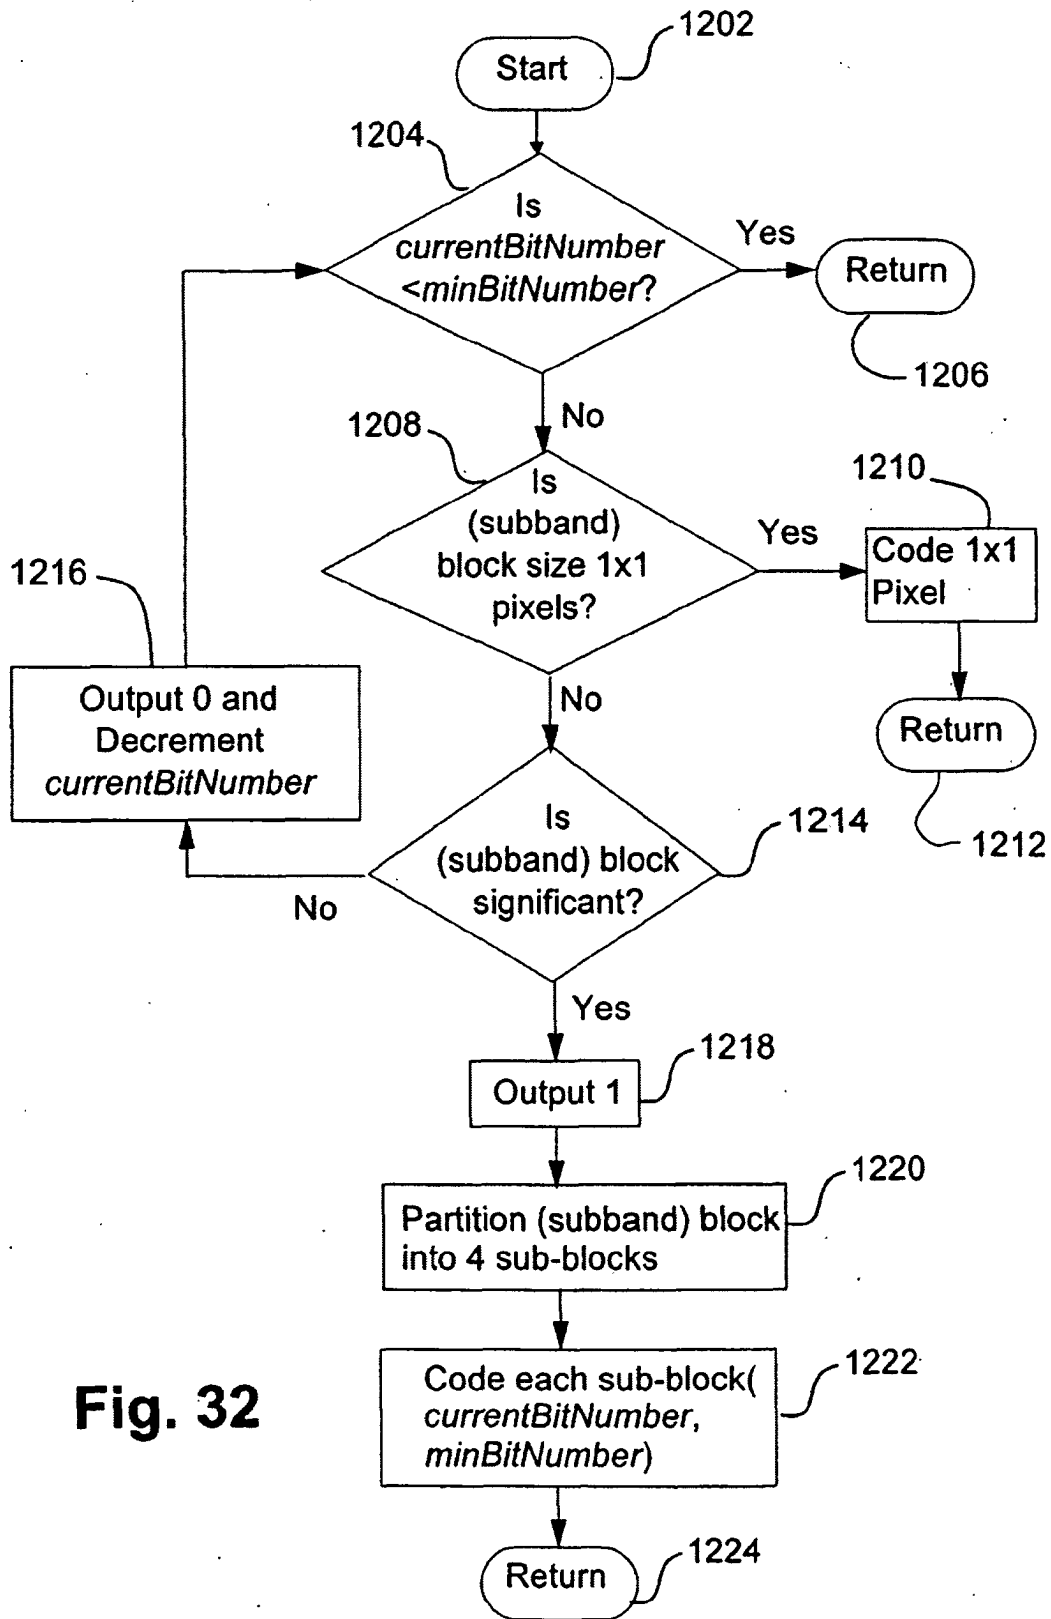 1202
Start
1204
Is
currentBitNumber
<minBitNumber?
Yes
Return
1206
No
1208
Is
(subband)
block size 1x1
pixels?
Yes
1210
Code 1x1
Pixel
1216
Output 0 and
Decrement
currentBitNumber
No
Return
1212
Is
(subband) block
significant?
1214
No
Yes
1218
Output 1
1220
Partition (subband) block
into 4 sub-blocks
1222
Code each sub-block(
currentBitNumber,
minBitNumber)
Fig. 32
1224
Return